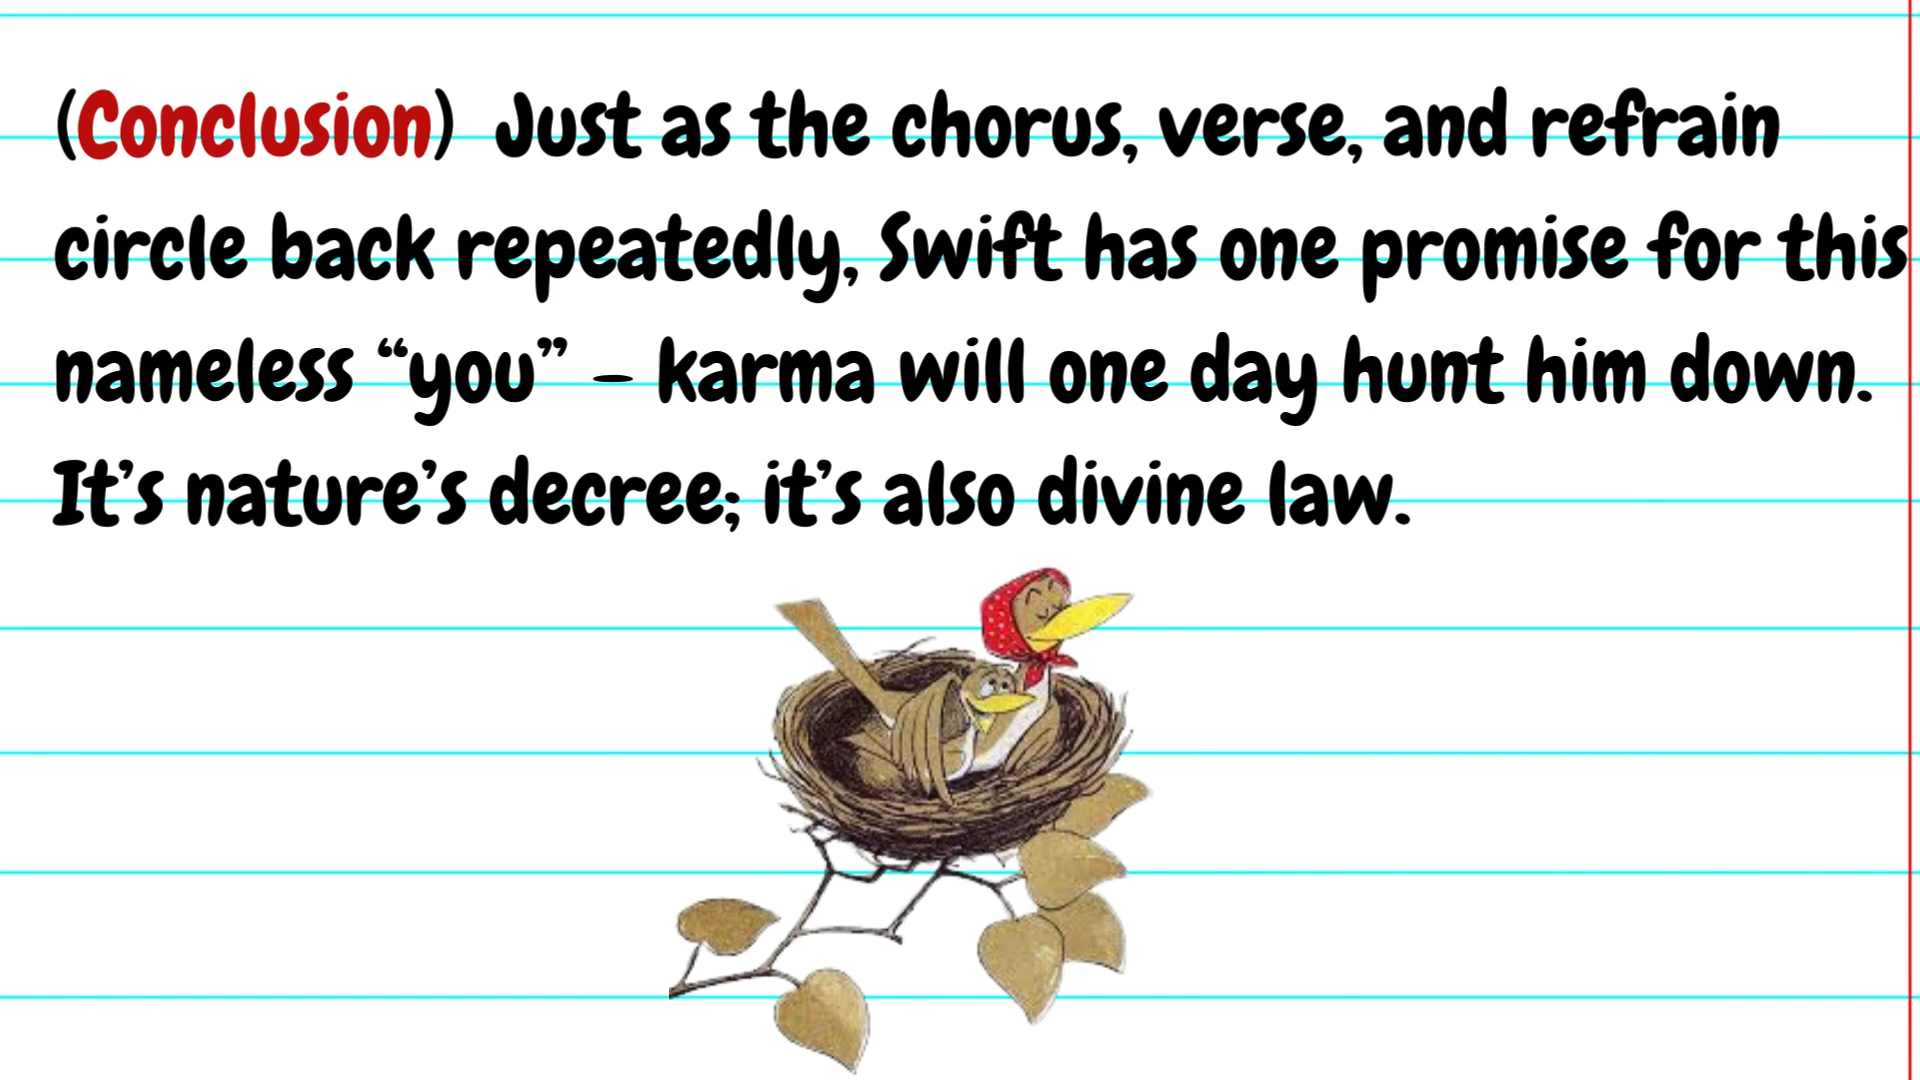 (Conclusion) Just as the chorus, verse, and refrain
circle back repeatedly, Swift has one promise for this
nameless “you” – karma will one day hunt him down.
It’s nature’s decree; it’s also divine law.